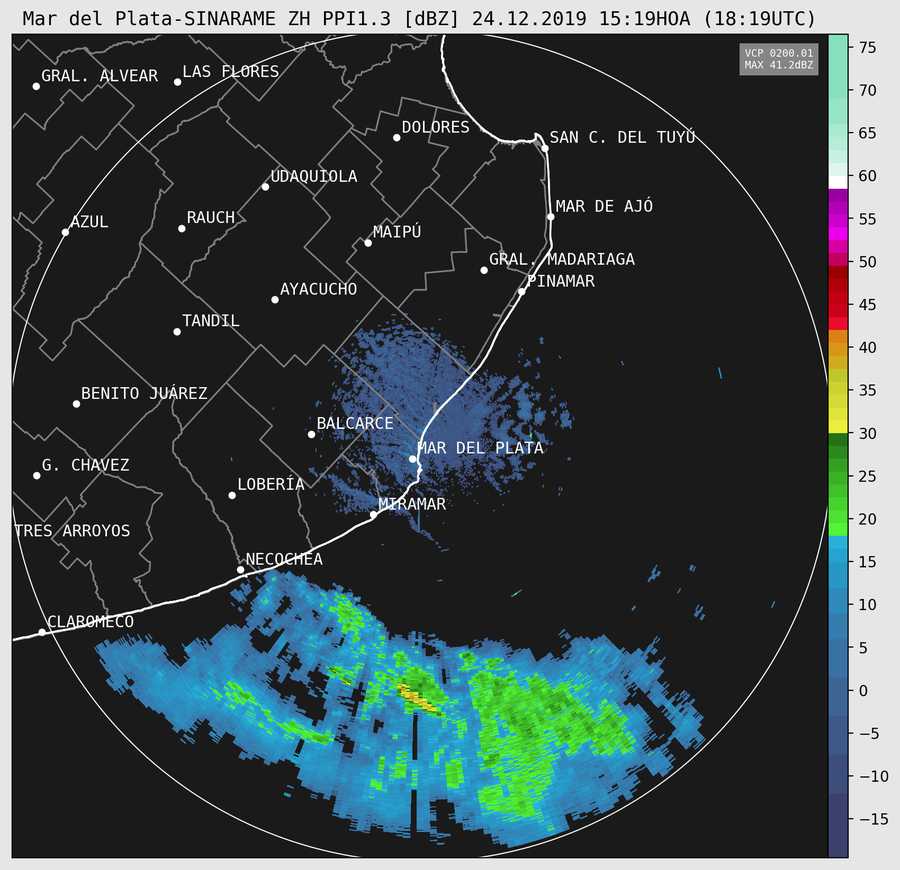 Mar del Plata-SINARAME ZH PPI1.3 [dBZ] 24.12.2019 15:19HOA (18:19UTC)
VCP 0200.01
MAX 41.2dBZ
GRAL. ALVEAR
LAS FLORES
DOLORES
SAN C. DEL TUYÚ
UDAQUIOLA
AZUL
RAUCH
MAIPÚ
MAR DE AJÓ
GRAL. MADARIAGA
PINAMAR
AYACUCHO
TANDIL
BENITO JUÁREZ
BALCARCE
MAR DEL PLATA
G. CHAVEZ
LOBERÍA
MIRAMAR
TRES ARROYOS
NECOCHEA
CLAROMECO
75
70
65
60
55
50
45
40
35
30
25
20
15
10
5
0
−5
−10
−15